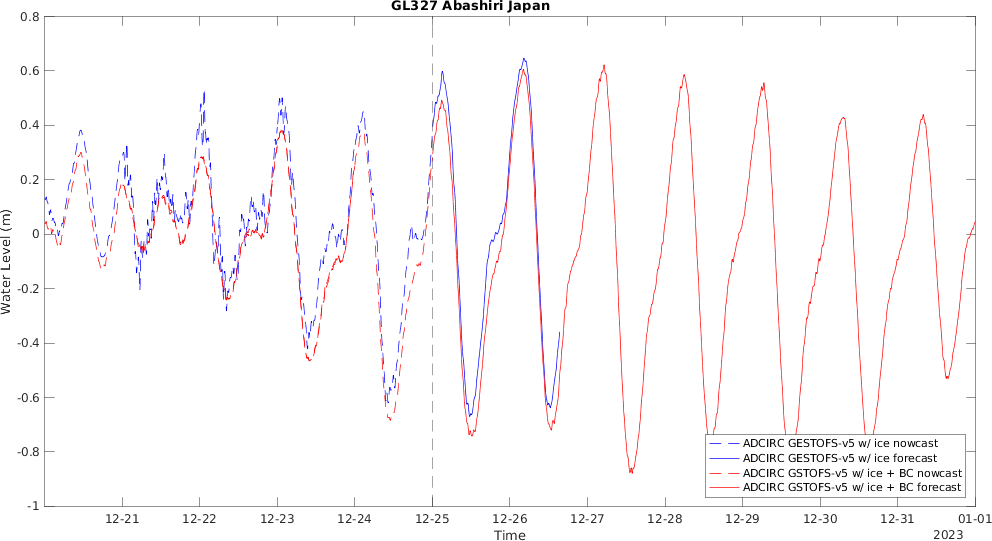 GL327 Abashiri Japan
0.8
0.6
0.4
0.2
0
-0.2
-0.4
-0.6
-0.8
-1
Water Level (m)
ADCIRC GESTOFS-v5 w/ ice nowcast
ADCIRC GESTOFS-v5 w/ ice forecast
ADCIRC GSTOFS-v5 w/ ice + BC nowcast
ADCIRC GSTOFS-v5 w/ ice + BC forecast
12-21 12-22 12-23 12-24 12-25 12-26 12-27 12-28 12-29 12-30 12-31 01-01
Time
2023